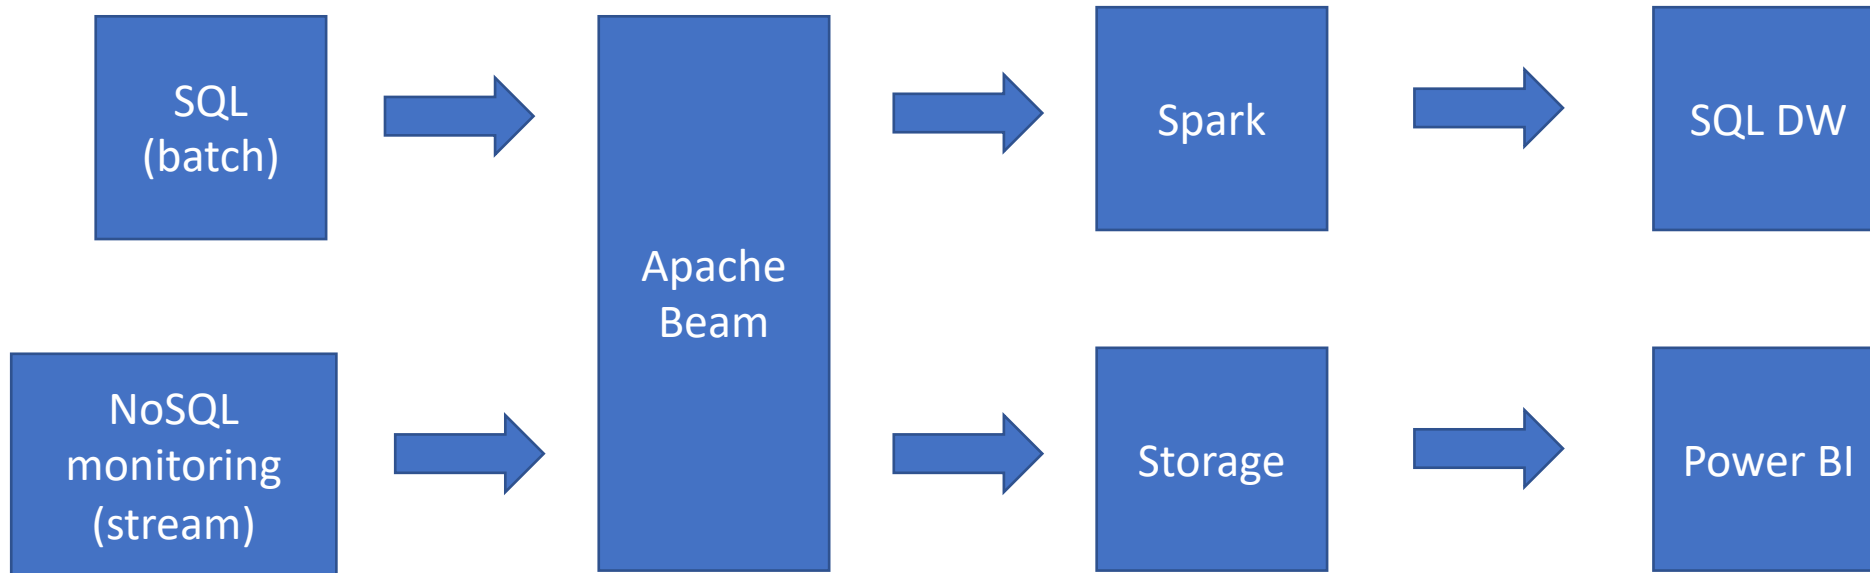 SQL
(batch)
Apache
Beam
Spark
SQL DW
NoSQL
monitoring
(stream)
Storage
Power BI